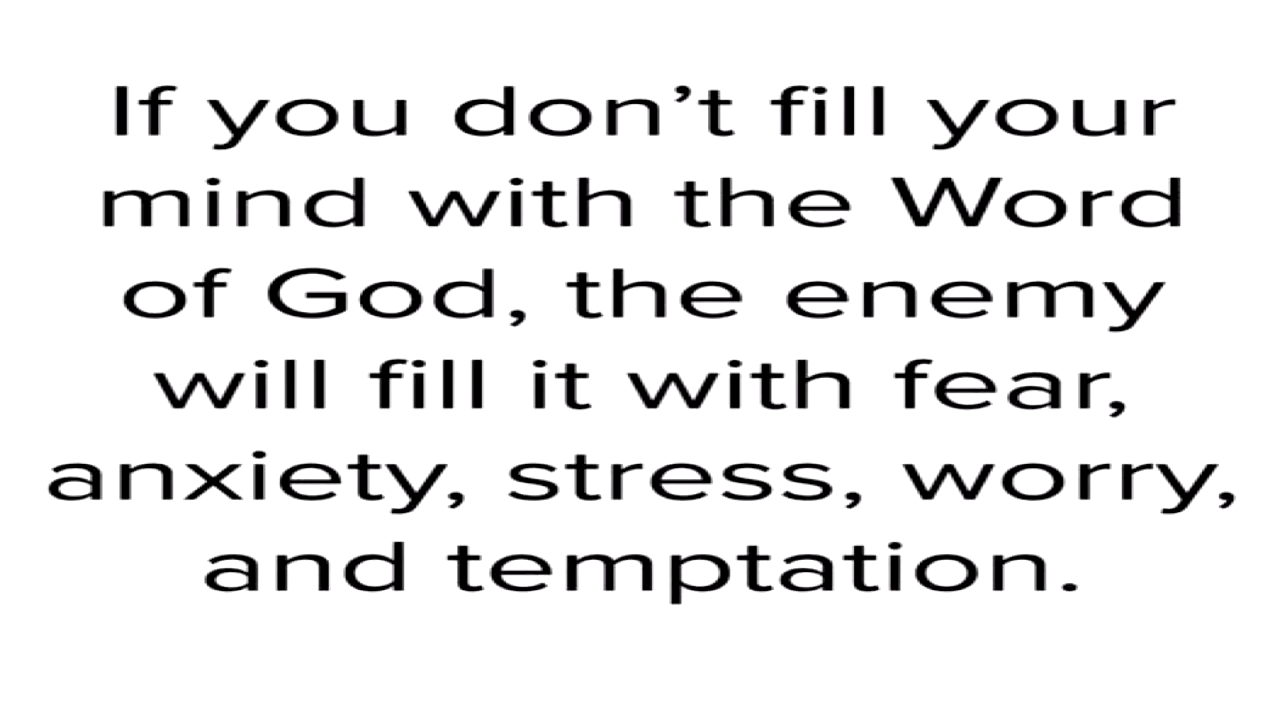 If you don’t fill your
mind with the Word
of God, the enemy
will fill it with fear,
anxiety, stress, worry,
and temptation.